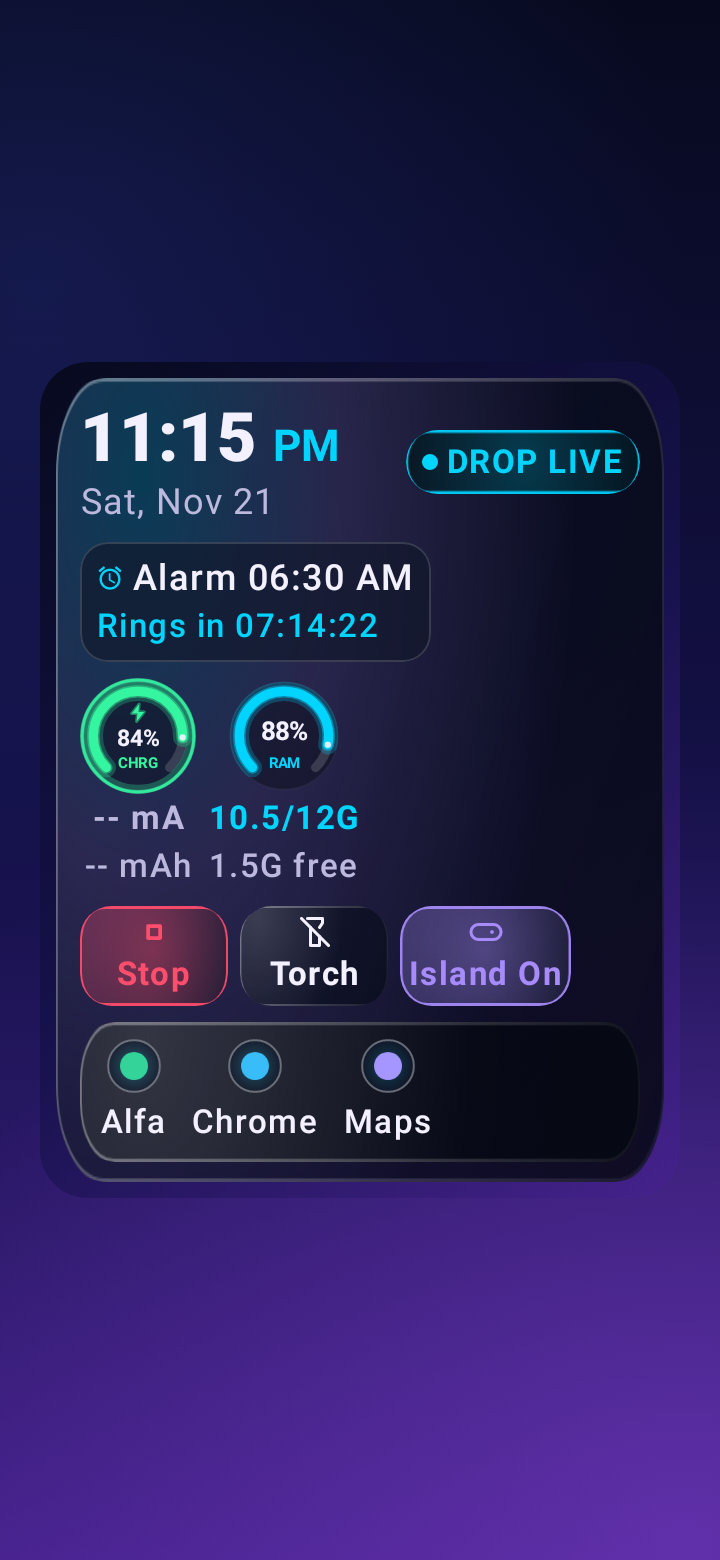 11:15 PM
DROP LIVE
Sat, Nov 21
Alarm 06:30 AM
Rings in 07:14:22
84%
CHRG
88%
RAM
-- mA 10.5/12G
-- mAh 1.5G free
Stop Torch Island On
Alfa Chrome Maps